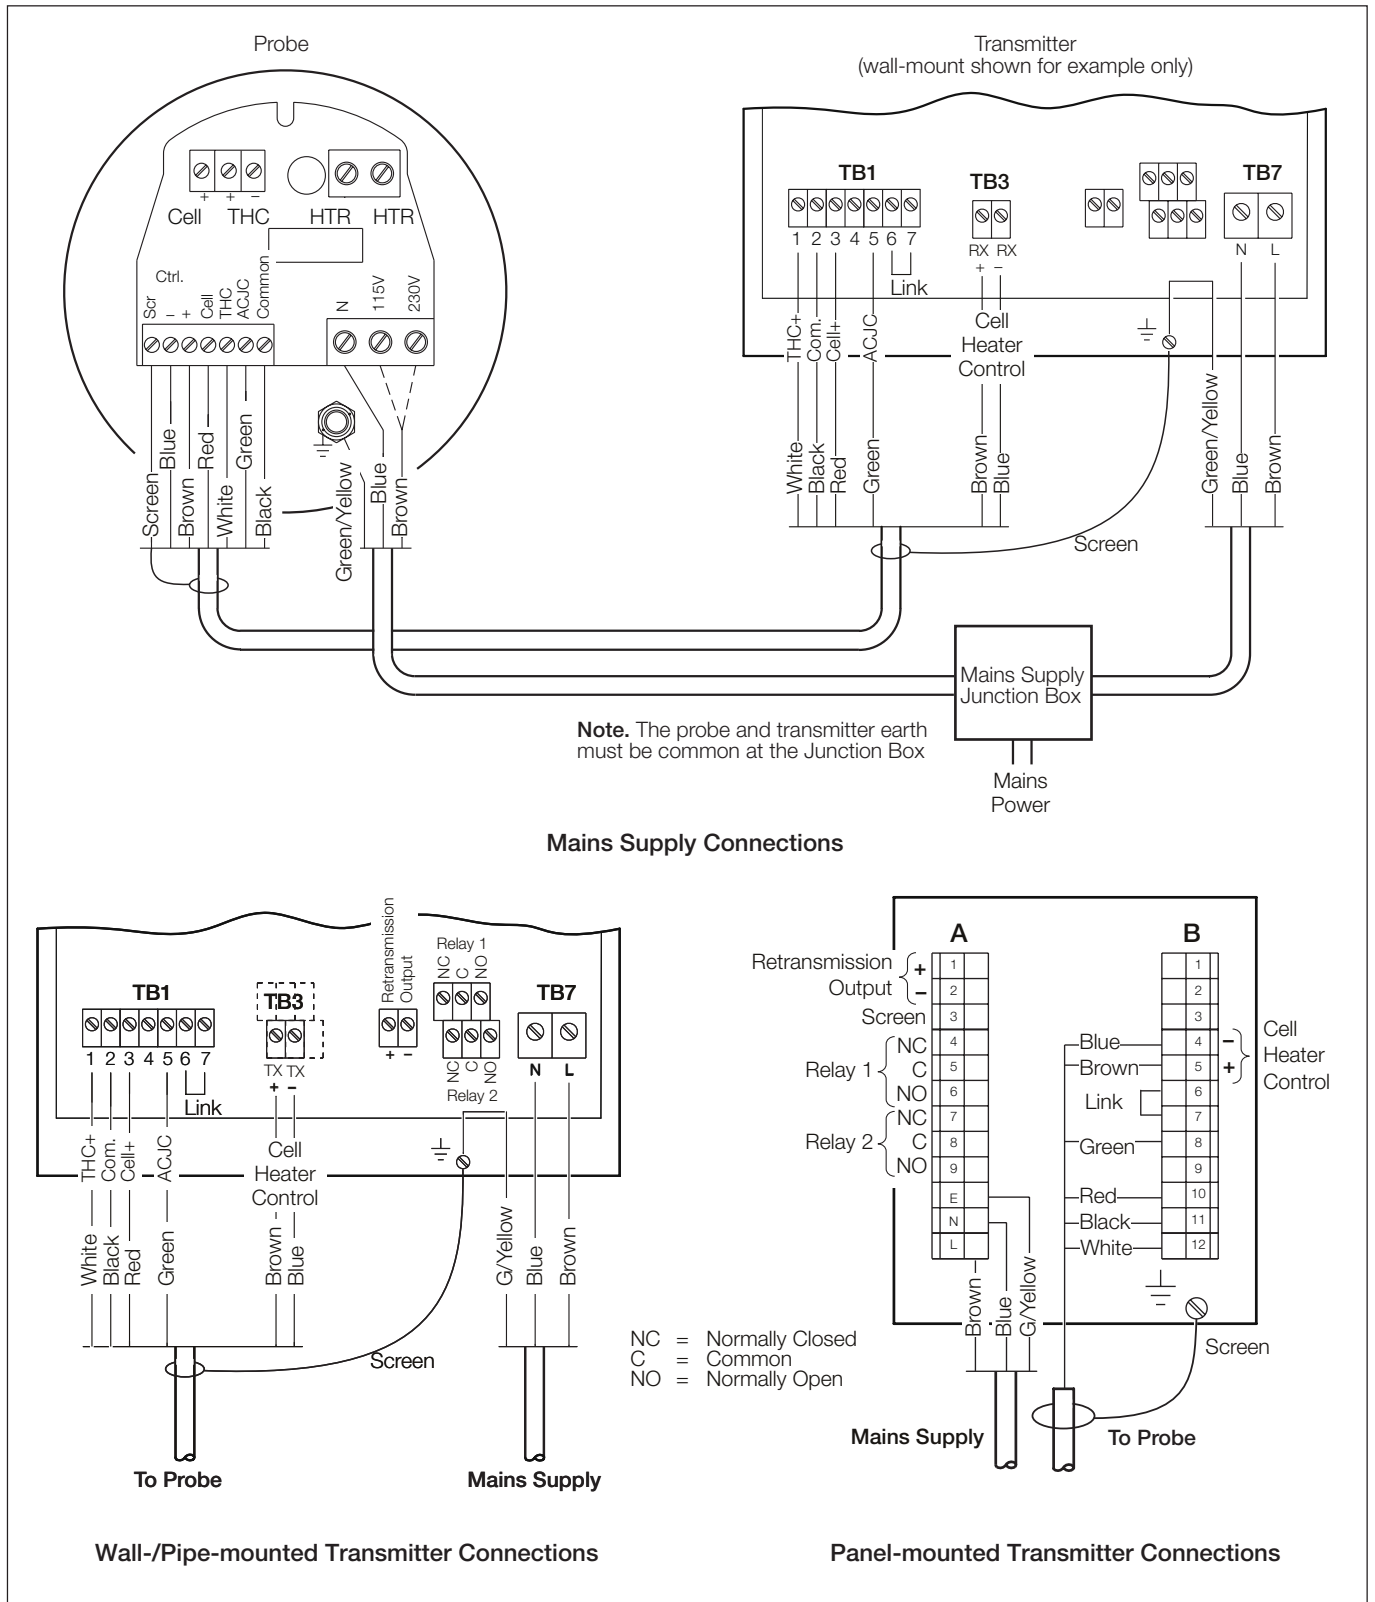 Probe
Cell
+
THC
+ −
HTR HTR
Ctrl.
Scr
− +
Cell
THC
ACJC
Common
N
115V
230V
Screen
Blue
Brown
Red
White
Green
Black
Green/Yellow
Blue
Brown
Transmitter
(wall-mount shown for example only)
TB1
1 2 3 4 5 6 7
Link
TB3
RX RX
+ −
TB7
N L
THC+
Com.
Cell+
ACJC
Cell
Heater
Control
White
Black
Red
Green
Brown
Blue
Green/Yellow
Blue
Brown
Screen
Mains Supply
Junction Box
Note. The probe and transmitter earth
must be common at the Junction Box
Mains
Power
Mains Supply Connections
TB1
1 2 3 4 5 6 7
Link
TB3
TX TX
+ −
Retransmission
Output
+ −
Relay 1
NC
C
NO
NC
C
NO
Relay 2
TB7
N L
THC+
Com.
Cell+
ACJC
Cell
Heater
Control
White
Black
Red
Green
Brown
Blue
G/Yellow
Blue
Brown
Screen
To Probe
Mains Supply
Wall-/Pipe-mounted Transmitter Connections
NC = Normally Closed
C = Common
NO = Normally Open
A
Retransmission
Output
+
−
Screen
Relay 1
NC
C
NO
Relay 2
NC
C
NO
1
2
3
4
5
6
7
8
9
E
N
L
Brown
Blue
G/Yellow
Mains Supply
B
1
2
3
4
5
6
7
8
9
10
11
12
Blue
Brown
Link
Green
Red
Black
White
−
+
Cell
Heater
Control
Screen
To Probe
Panel-mounted Transmitter Connections